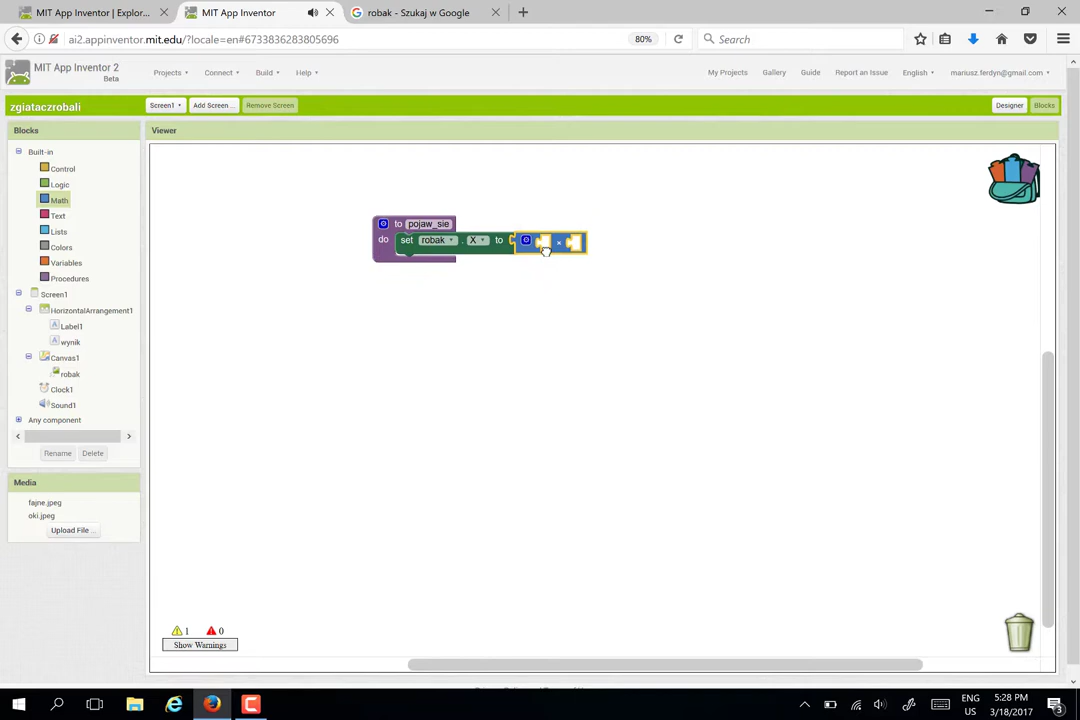 MIT App Inventor | Explor...
MIT App Inventor
robak - Szukaj w Google
ai2.appinventor.mit.edu/?locale=en#6733836283805696
80%
Search
MIT App Inventor 2
Beta
Projects
Connect
Build
Help
My Projects
Gallery
Guide
Report an Issue
English
mariusz.ferdyn@gmail.com
zgiataczrobali
Screen1
Add Screen ...
Remove Screen
Designer
Blocks
Blocks
Viewer
Built-in
Control
Logic
Math
Text
Lists
Colors
Variables
Procedures
Screen1
HorizontalArrangement1
Label1
wynik
Canvas1
robak
Clock1
Sound1
Any component
Rename
Delete
Media
fajne.jpeg
oki.jpeg
Upload File ...
to pojaw_sie
do set robak . X to ×
1 0
Show Warnings
ENG
US
5:28 PM
3/18/2017
3